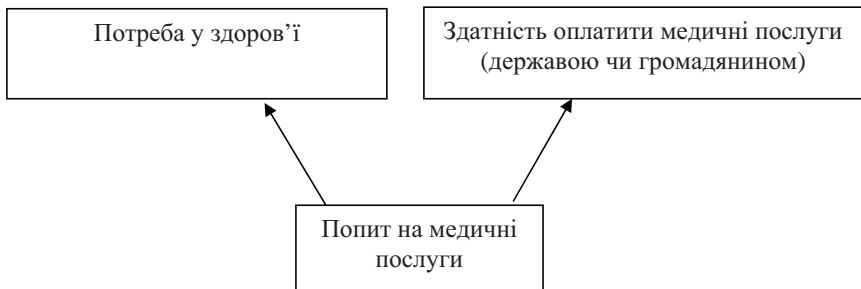 Потреба у здоров’ї
Здатність оплатити медичні послуги
(державою чи громадянином)
Попит на медичні
послуги